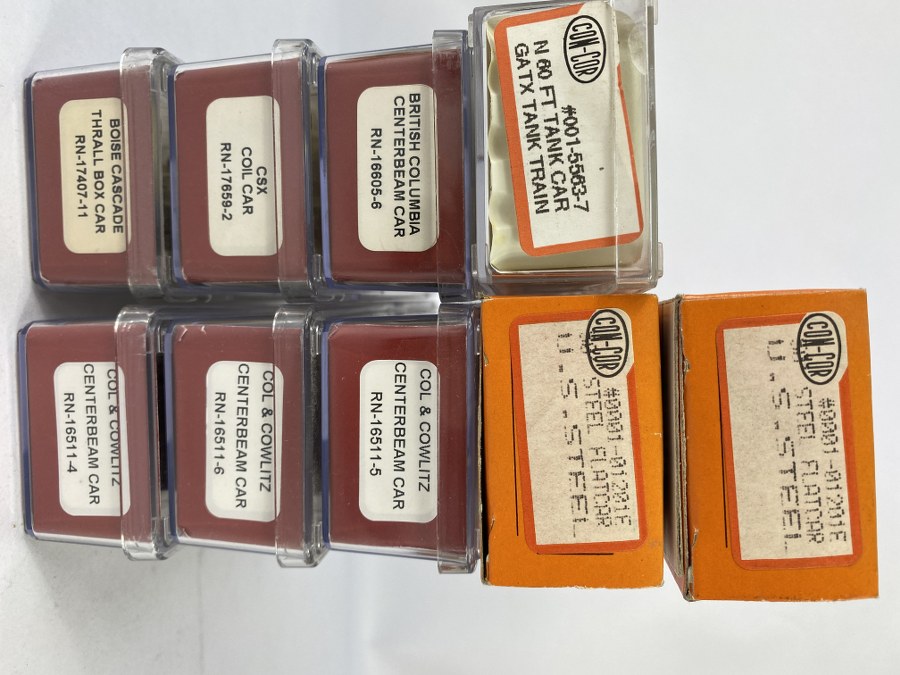 BOISE CASCADE
THRALL BOX CAR
RN-17407-11
CSX
COIL CAR
RN-17659-2
BRITISH COLUMBIA
CENTERBEAM CAR
RN-16605-6
CON-COR
#001-5563-7
N 60 FT TANK CAR
GATX TANK TRAIN
COL & COWLITZ
CENTERBEAM CAR
RN-16511-4
COL & COWLITZ
CENTERBEAM CAR
RN-16511-6
COL & COWLITZ
CENTERBEAM CAR
RN-16511-5
CON-COR
#0001-01201E
STEEL FLATCAR
U.S.STEEL
CON-COR
#0001-01201E
STEEL FLATCAR
U.S.STEEL